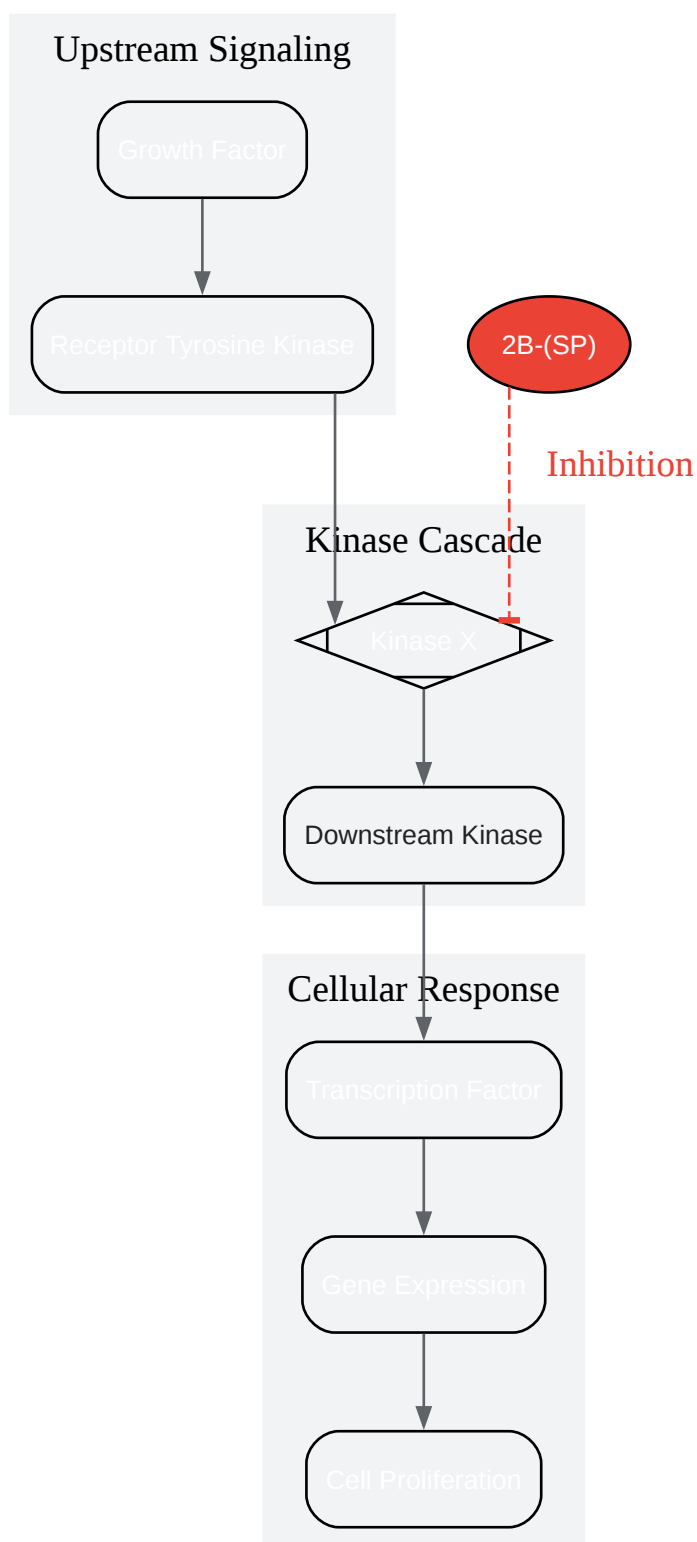 Upstream Signaling
Growth Factor
Receptor Tyrosine Kinase
2B-(SP)
Inhibition
Kinase Cascade
Kinase X
Downstream Kinase
Cellular Response
Transcription Factor
Gene Expression
Cell Proliferation